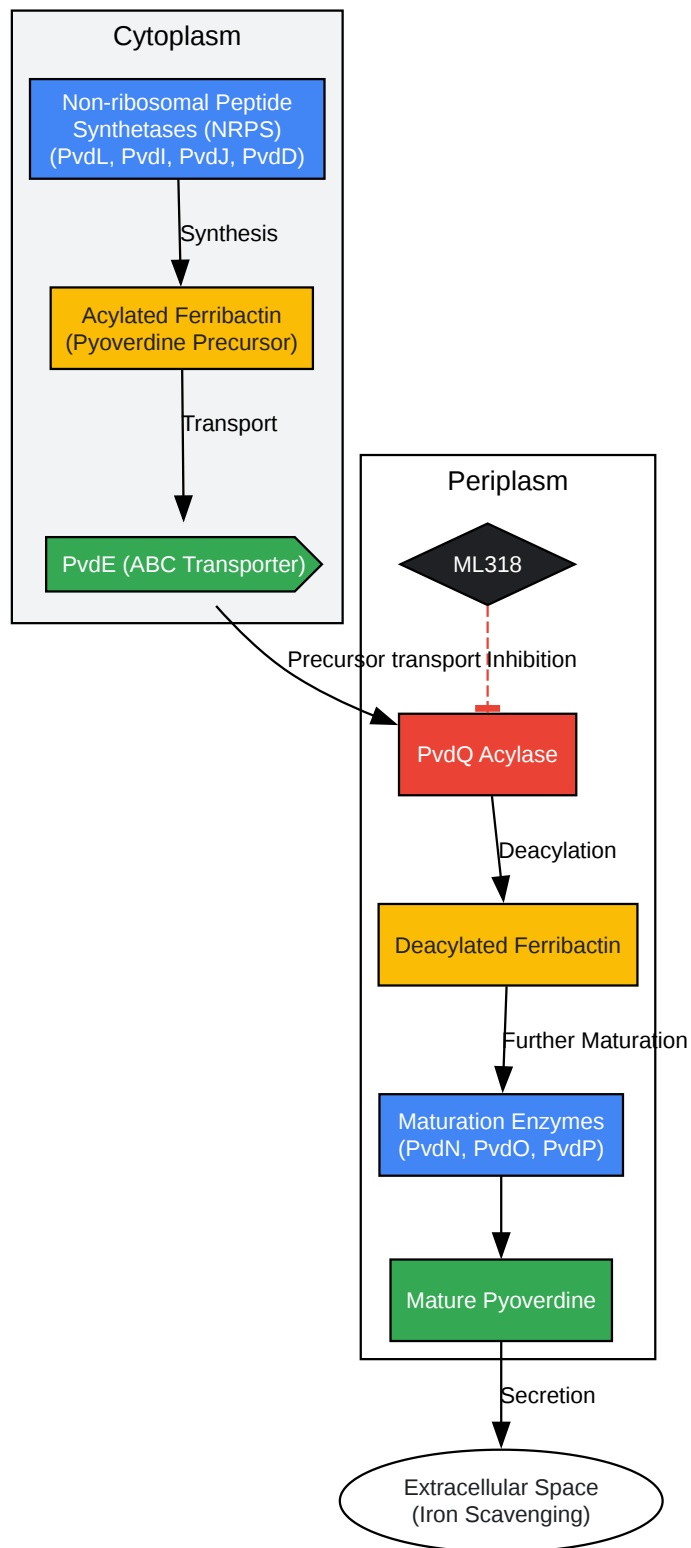 Cytoplasm
Non-ribosomal Peptide
Synthetases (NRPS)
(PvdL, PvdI, PvdJ, PvdD)
Synthesis
Acylated Ferribactin
(Pyoverdine Precursor)
Transport
PvdE (ABC Transporter)
Periplasm
ML318
Precursor transport
Inhibition
PvdQ Acylase
Deacylation
Deacylated Ferribactin
Further Maturation
Maturation Enzymes
(PvdN, PvdO, PvdP)
Mature Pyoverdine
Secretion
Extracellular Space
(Iron Scavenging)